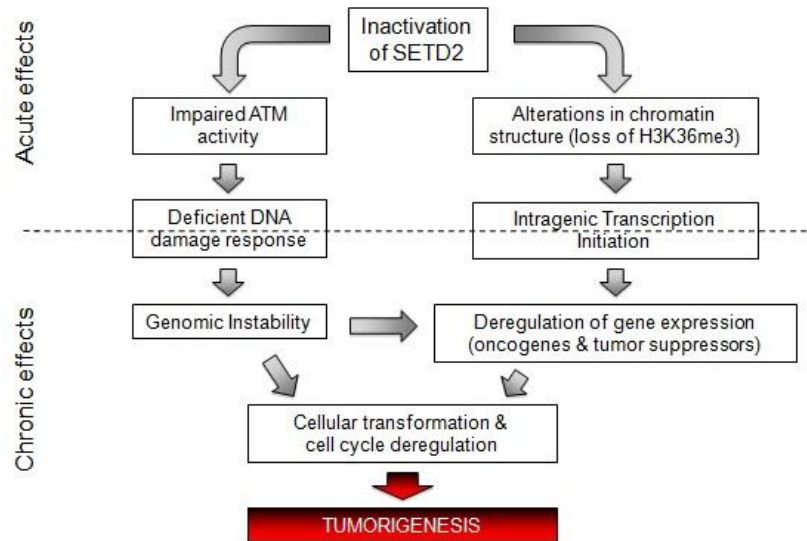 Acute effects
Inactivation
of SETD2
Impaired ATM
activity
Alterations in chromatin
structure (loss of H3K36me3)
Deficient DNA
damage response
Intragenic Transcription
Initiation
Chronic effects
Genomic Instability
Deregulation of gene expression
(oncogenes & tumor suppressors)
Cellular transformation &
cell cycle deregulation
TUMORIGENESIS